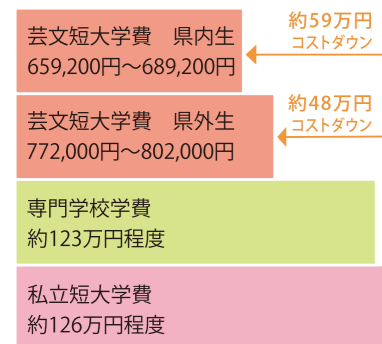 芸文短大学費　県内生
659,200円～689,200円
約59万円
コストダウン
芸文短大学費　県外生
772,000円～802,000円
約48万円
コストダウン
専門学校学費
約123万円程度
私立短大学費
約126万円程度